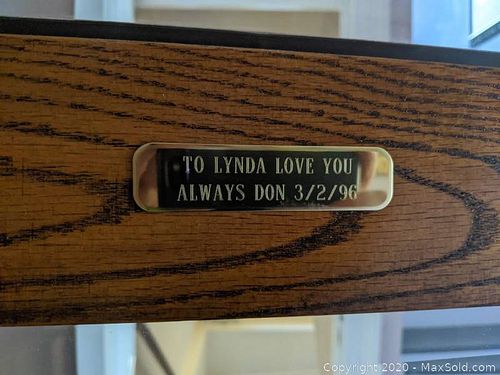 TO LYNDA LOVE YOU
ALWAYS DON 3/2/96
Copyright 2020 - MaxSold.com